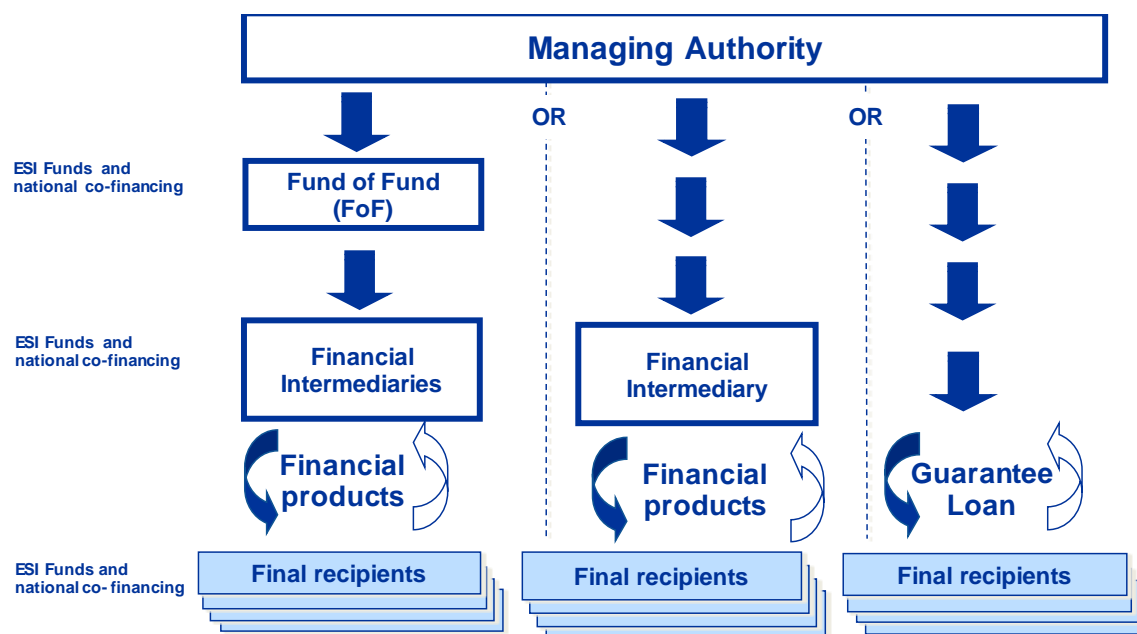 Managing Authority
OR
OR
ESI Funds and
national co-financing
Fund of Fund
(FoF)
ESI Funds and
national co-financing
Financial
Intermediaries
Financial
Intermediary
Financial
products
Financial
products
Guarantee
Loan
ESI Funds and
national co- financing
Final recipients
Final recipients
Final recipients